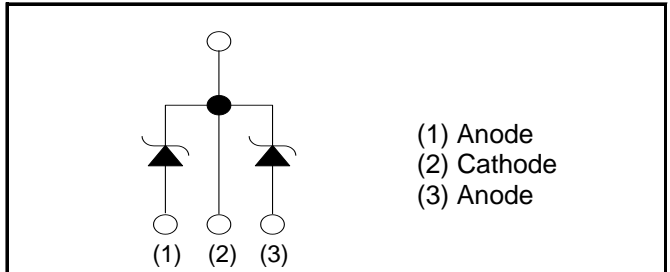 (1) Anode
(2) Cathode
(3) Anode
(1) (2) (3)